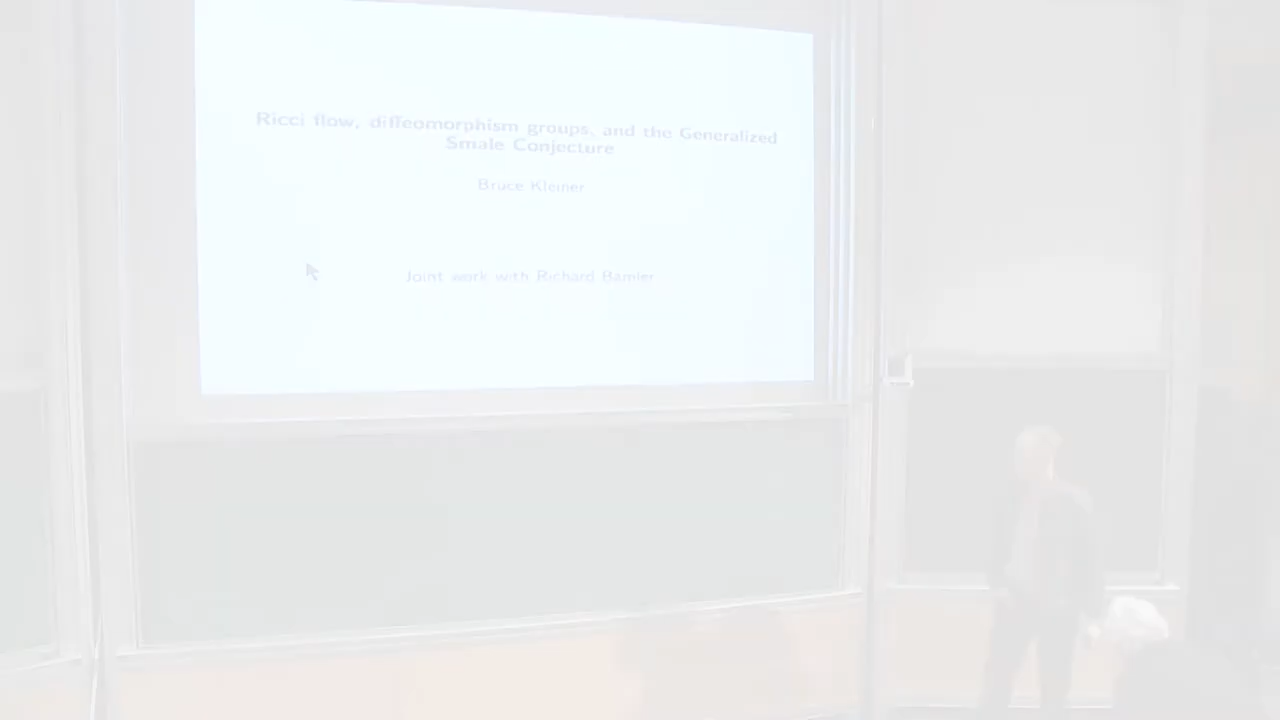 Ricci flow, diffeomorphism groups, and the Generalized
Smale Conjecture
Bruce Kleiner
Joint work with Richard Bamler